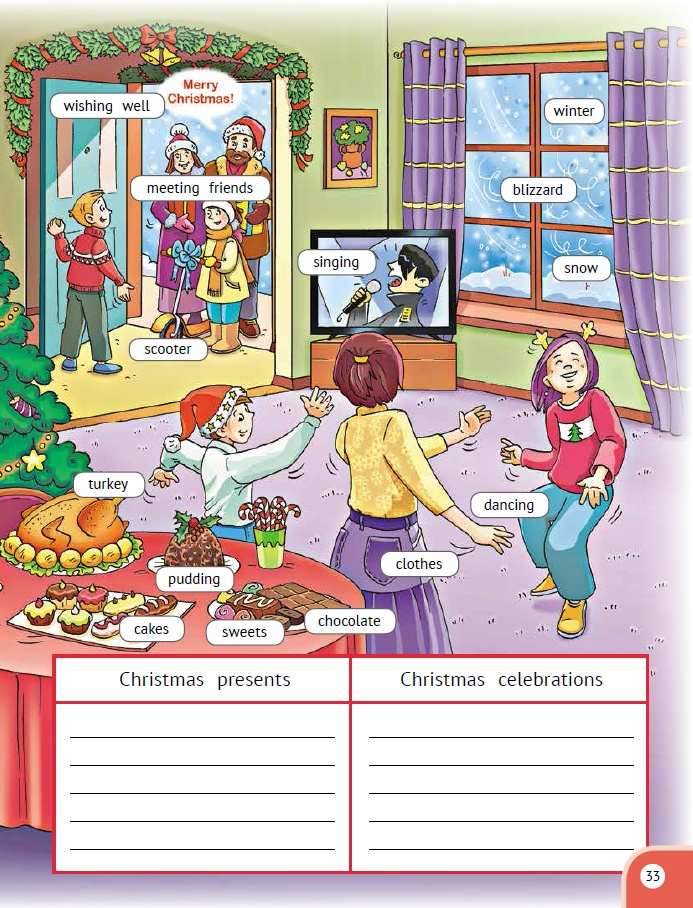 wishing well
Merry
Christmas!
winter
meeting friends
blizzard
singing
snow
scooter
turkey
dancing
clothes
pudding
chocolate
cakes
sweets
Christmas presents
Christmas celebrations
33